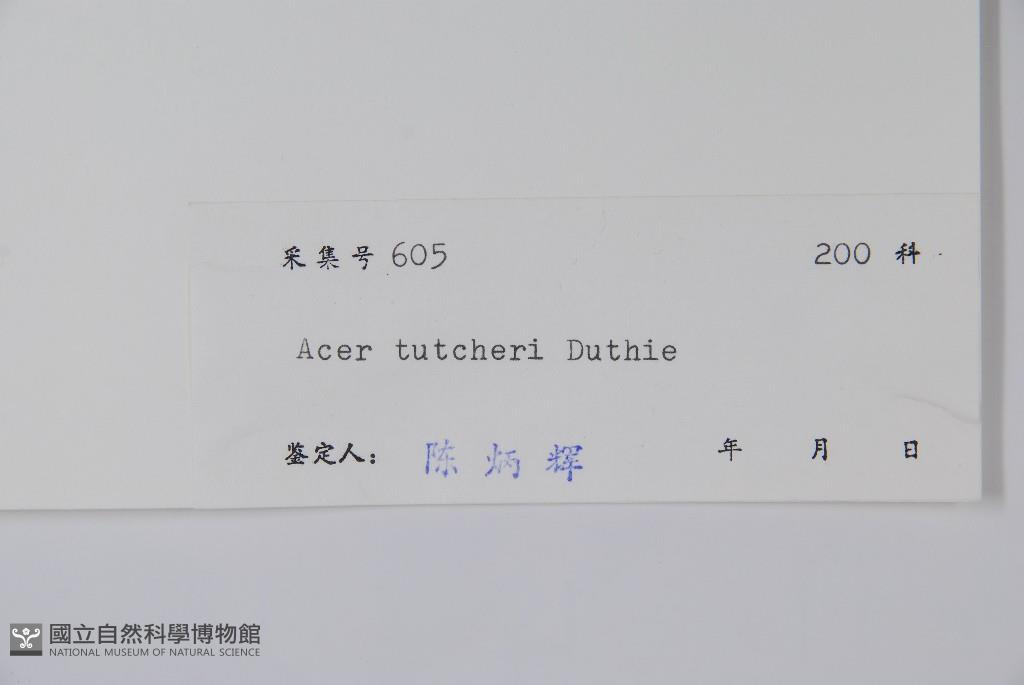 采集号 605 200 科
Acer tutcheri Duthie
鉴定人： 陈炳辉 年 月 日
國立自然科學博物館
NATIONAL MUSEUM OF NATURAL SCIENCE